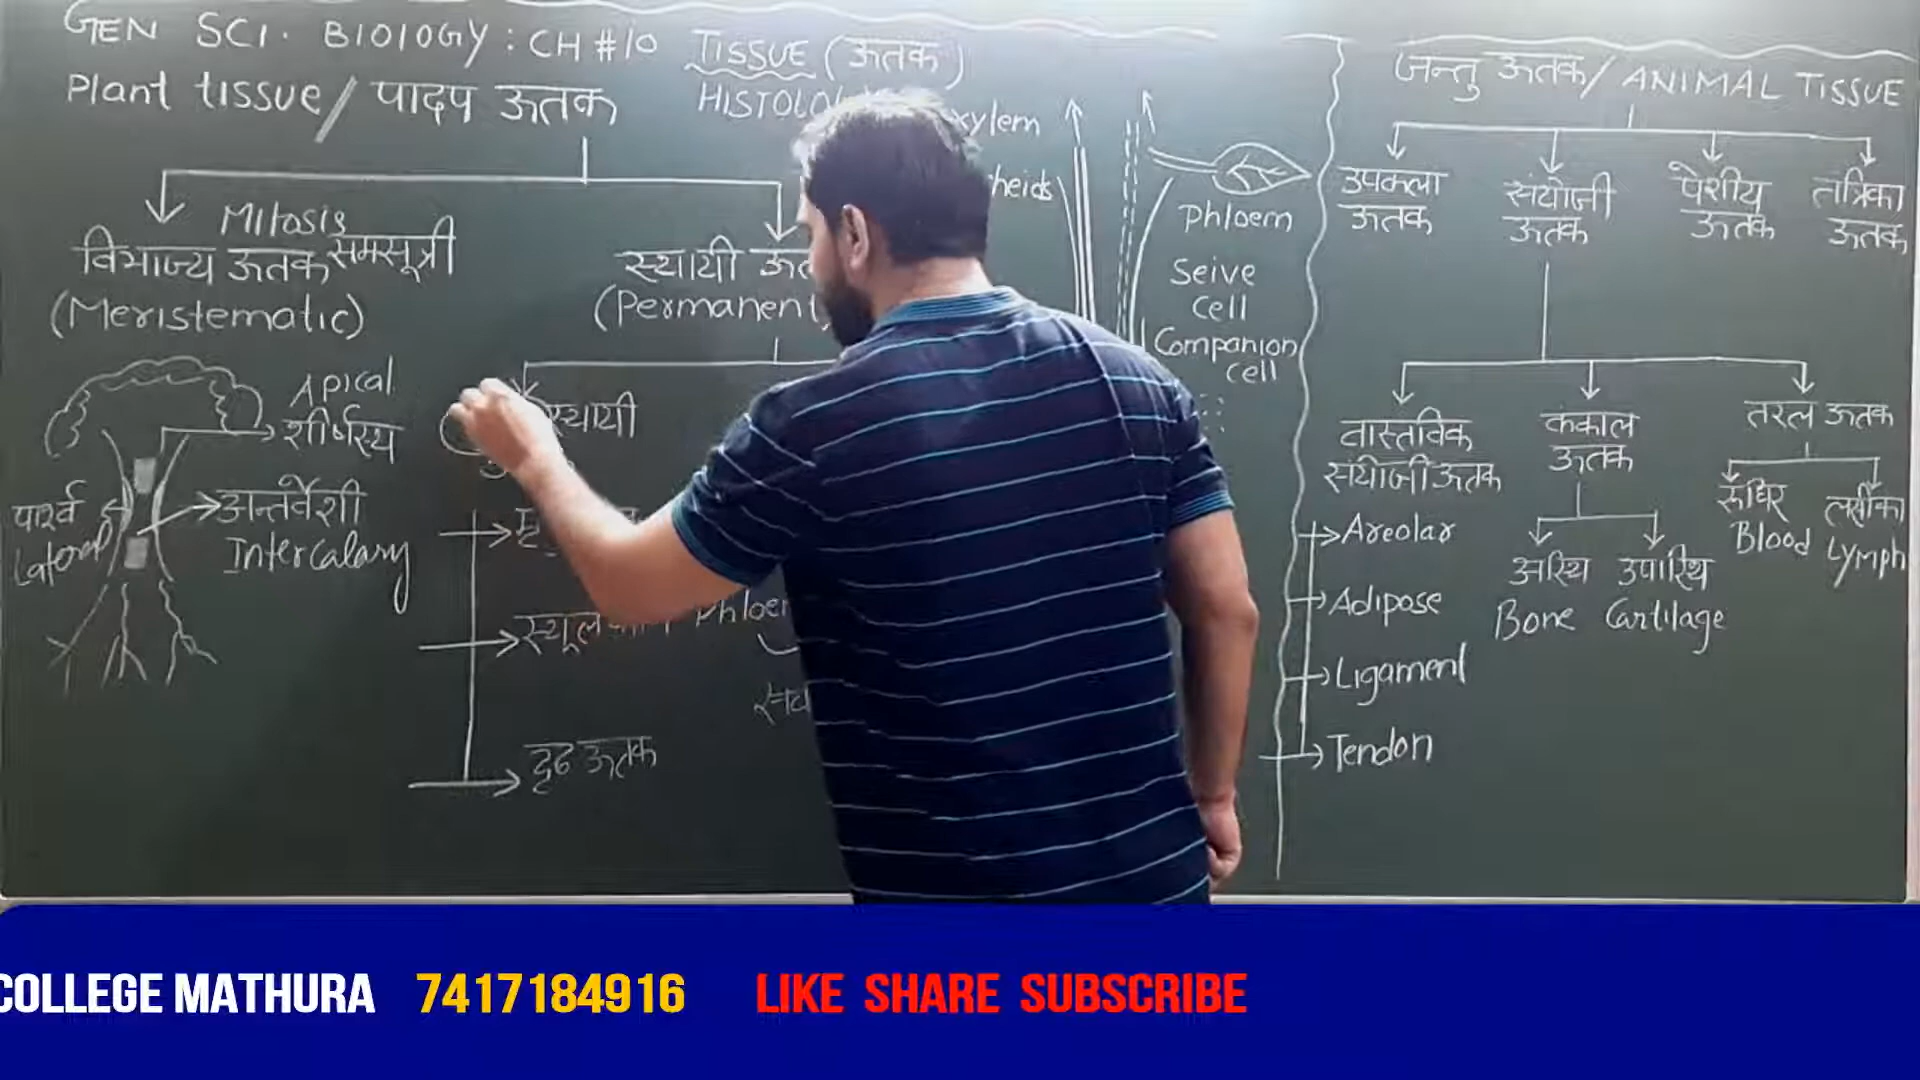 GEN SCI. BIOLOGY: CH #10 TISSUE (ऊतक)
Plant tissue/ पादप ऊतक
Mitosis
विभाज्य ऊतक समसूत्री
(Meristematic)
Apical
शीर्षस्थ
पार्श्व
Lateral
अन्तर्वेशी
Intercalary
स्थायी
(Permanent
स्थायी
स्थूल
दृढ ऊतक
xylem
Phloem
Seive
Cell
Companion
cell
जन्तु ऊतक/ ANIMAL TISSUE
उपकला
ऊतक
संयोजी
ऊतक
पेशीय
ऊतक
तंत्रिका
ऊतक
वास्तविक
संयोजी ऊतक
Areolar
Adipose
Ligament
Tendon
कंकाल
ऊतक
अस्थि
Bone
उपास्थि
Cartilage
तरल ऊतक
रूधिर
Blood
लसीका
Lymph
COLLEGE MATHURA 7417184916 LIKE SHARE SUBSCRIBE